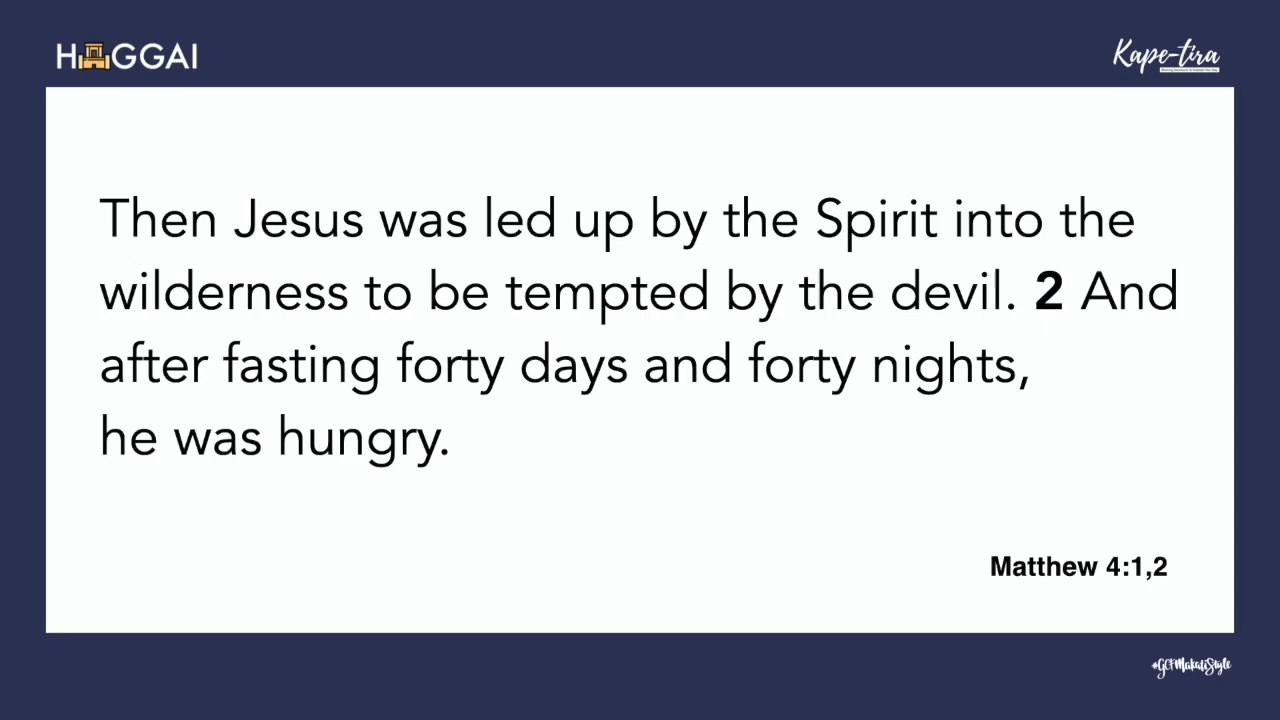 HAGGAI
Kape-tira
Then Jesus was led up by the Spirit into the
wilderness to be tempted by the devil. 2 And
after fasting forty days and forty nights,
he was hungry.
Matthew 4:1,2
#GCFMakatiStyle